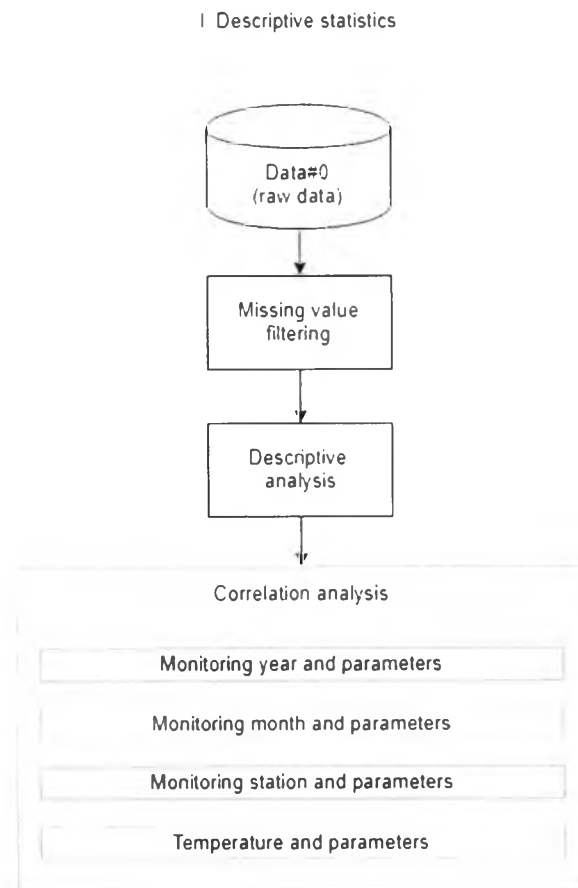 I Descriptive statistics
Data#0
(raw data)
Missing value
filtering
Descriptive
analysis
Correlation analysis
Monitoring year and parameters
Monitoring month and parameters
Monitoring station and parameters
Temperature and parameters